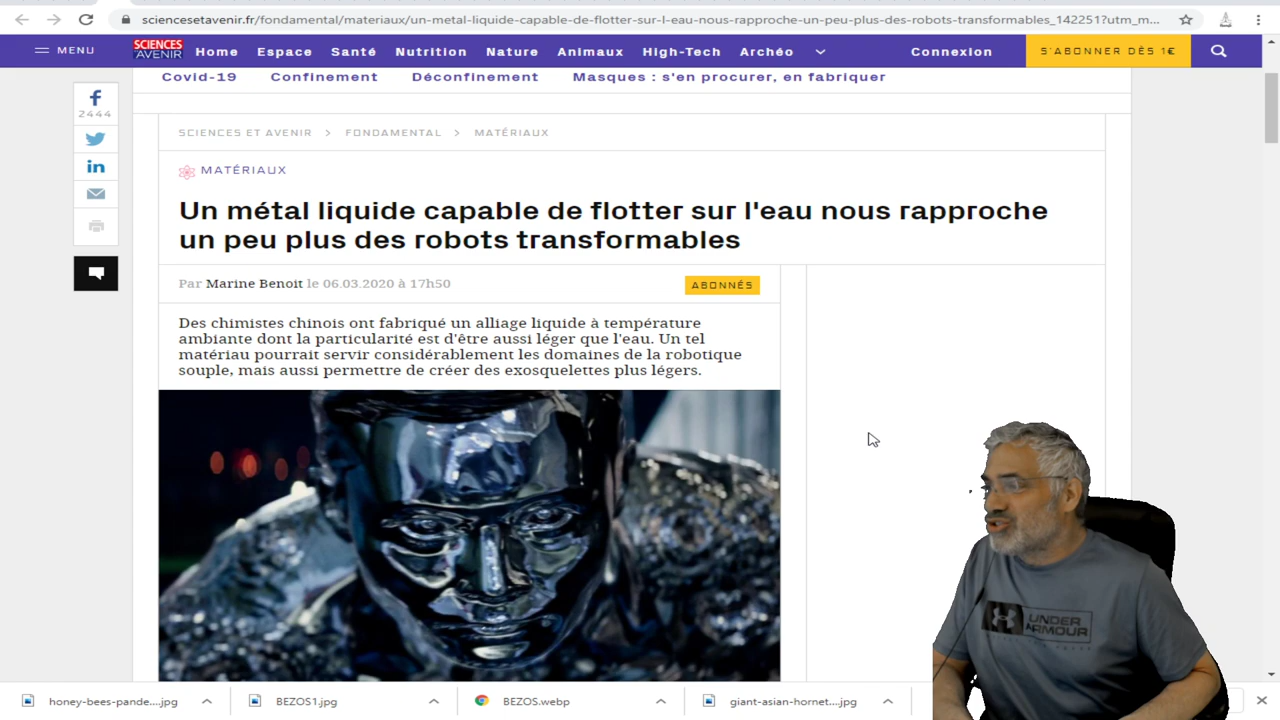 sciencesetavenir.fr/fondamental/materiaux/un-metal-liquide-capable-de-flotter-sur-l-eau-nous-rapproche-un-peu-plus-des-robots-transformables_142251?utm_m...
MENU
SCIENCES AVENIR
Home Espace Santé Nutrition Nature Animaux High-Tech Archéo
Connexion
S'ABONNER DÈS 1€
Covid-19 Confinement Déconfinement Masques : s'en procurer, en fabriquer
2444
SCIENCES ET AVENIR > FONDAMENTAL > MATÉRIAUX
MATÉRIAUX
Un métal liquide capable de flotter sur l'eau nous rapproche
un peu plus des robots transformables
Par Marine Benoit le 06.03.2020 à 17h50
ABONNÉS
Des chimistes chinois ont fabriqué un alliage liquide à température
ambiante dont la particularité est d'être aussi léger que l'eau. Un tel
matériau pourrait servir considérablement les domaines de la robotique
souple, mais aussi permettre de créer des exosquelettes plus légers.
UNDER
ARMOUR
honey-bees-pande....jpg
BEZOS1.jpg
BEZOS.webp
giant-asian-hornet....jpg